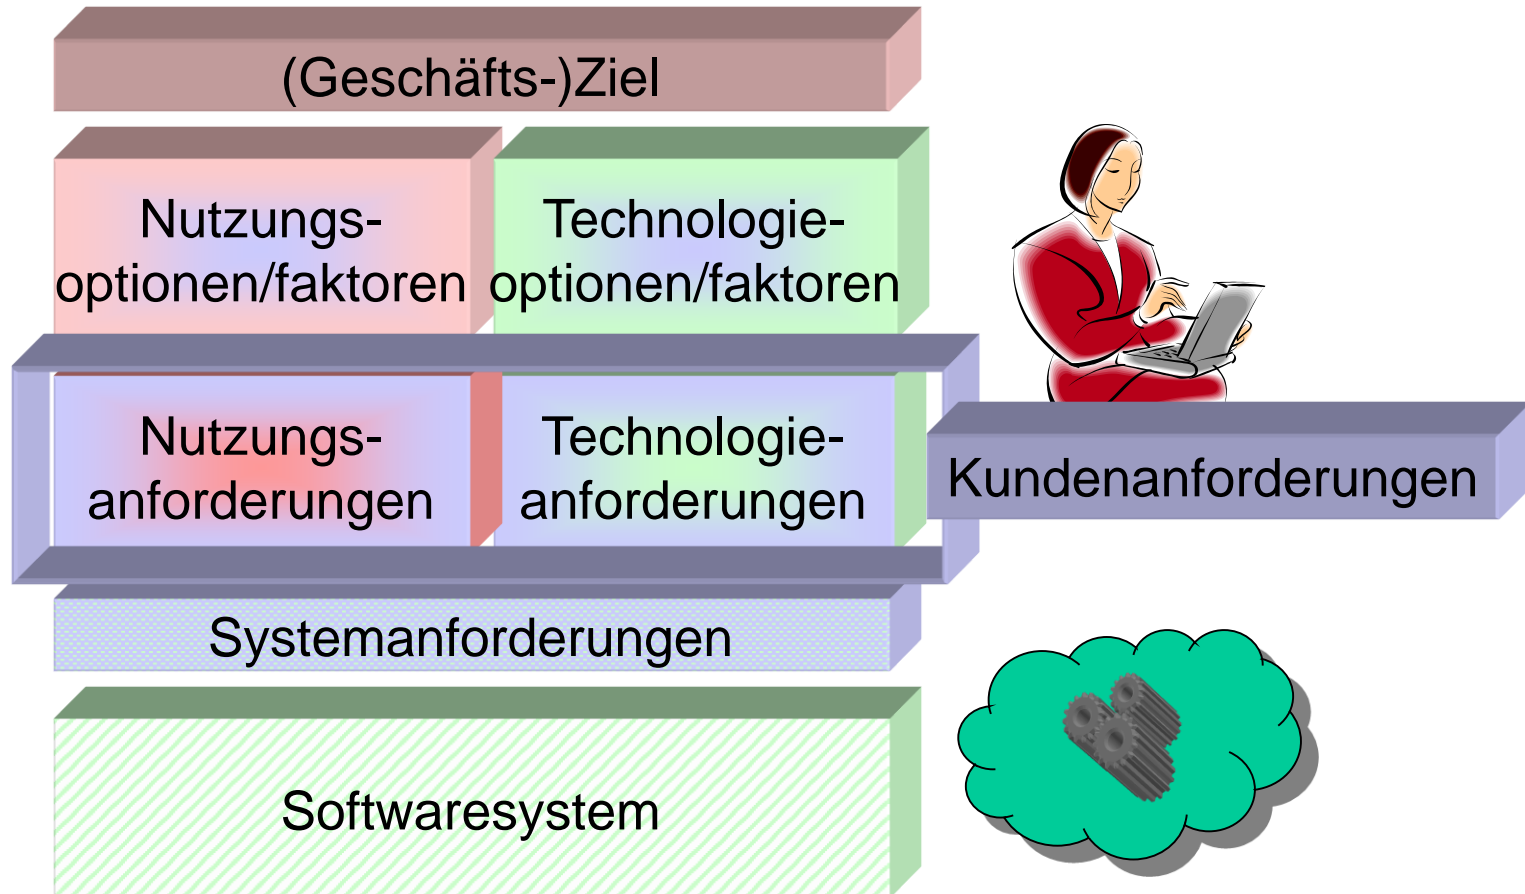 (Geschäfts-)Ziel
Nutzungs-
optionen/faktoren
Technologie-
optionen/faktoren
Nutzungs-
anforderungen
Technologie-
anforderungen
Kundenanforderungen
Systemanforderungen
Softwaresystem